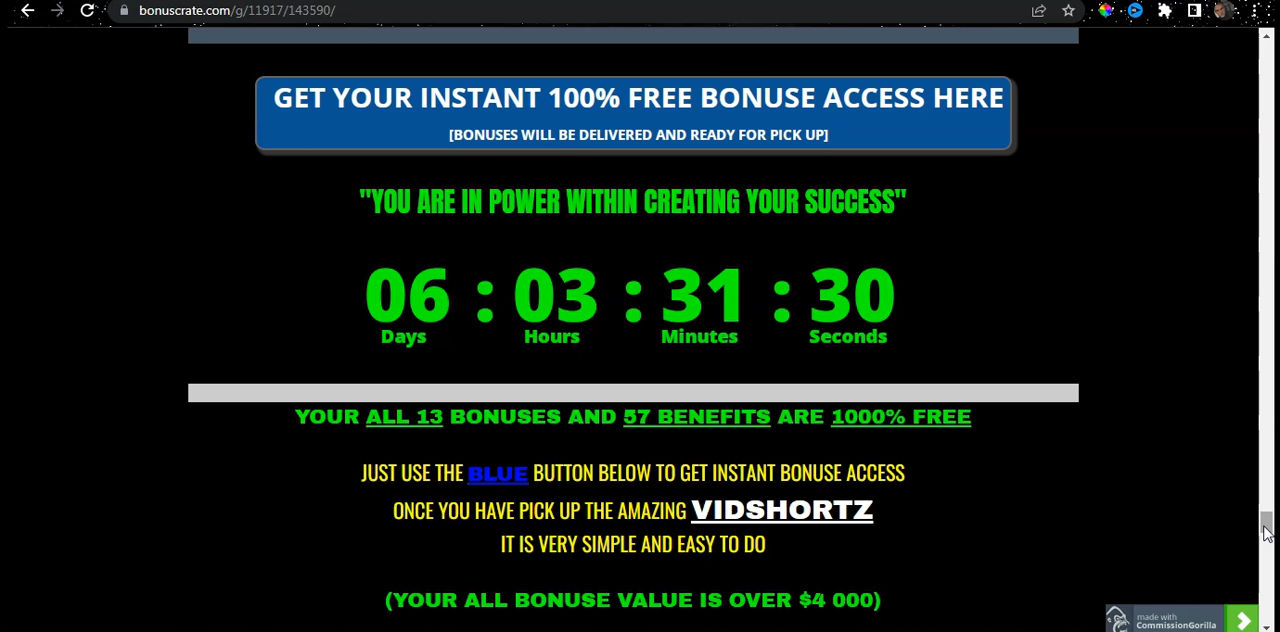 bonuscrate.com/g/11917/143590/
GET YOUR INSTANT 100% FREE BONUSE ACCESS HERE
[BONUSES WILL BE DELIVERED AND READY FOR PICK UP]
"YOU ARE IN POWER WITHIN CREATING YOUR SUCCESS"
06 : 03 : 31 : 30
Days Hours Minutes Seconds
YOUR ALL 13 BONUSES AND 57 BENEFITS ARE 1000% FREE
JUST USE THE BLUE BUTTON BELOW TO GET INSTANT BONUSE ACCESS
ONCE YOU HAVE PICK UP THE AMAZING VIDSHORTZ
IT IS VERY SIMPLE AND EASY TO DO
(YOUR ALL BONUSE VALUE IS OVER $4 000)
made with
CommissionGorilla